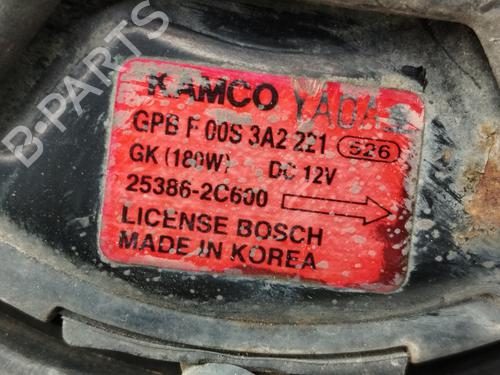 B-PARTS
KAMCO
GPB F 00S 3A2 221 526
GK (180W) DC 12V
25386-2C600
LICENSE BOSCH
MADE IN KOREA